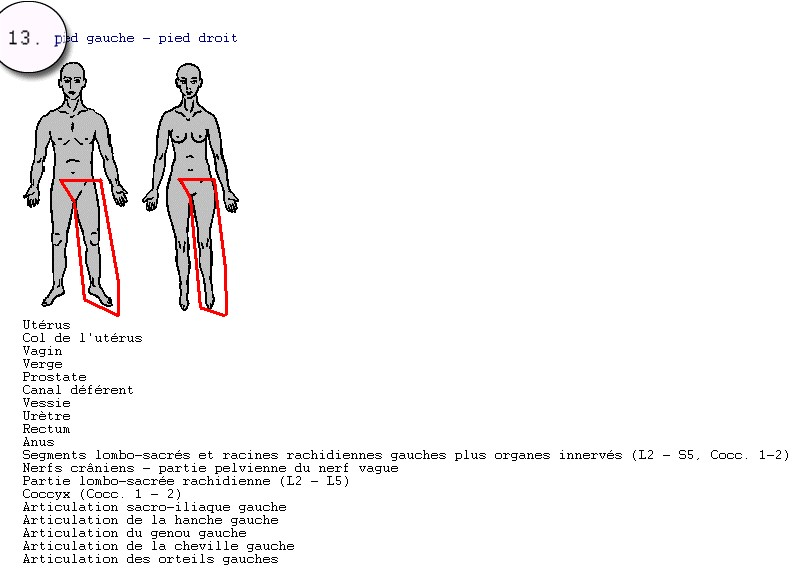 13. pied gauche - pied droit
Utérus
Col de l'utérus
Vagin
Verge
Prostate
Canal déférent
Vessie
Urètre
Rectum
Anus
Segments lombo-sacrés et racines rachidiennes gauches plus organes innervés (L2 - S5, Cocc. 1-2)
Nerfs crâniens - partie pelvienne du nerf vague
Partie lombo-sacrée rachidienne (L2 - L5)
Coccyx (Cocc. 1 - 2)
Articulation sacro-iliaque gauche
Articulation de la hanche gauche
Articulation du genou gauche
Articulation de la cheville gauche
Articulation des orteils gauches